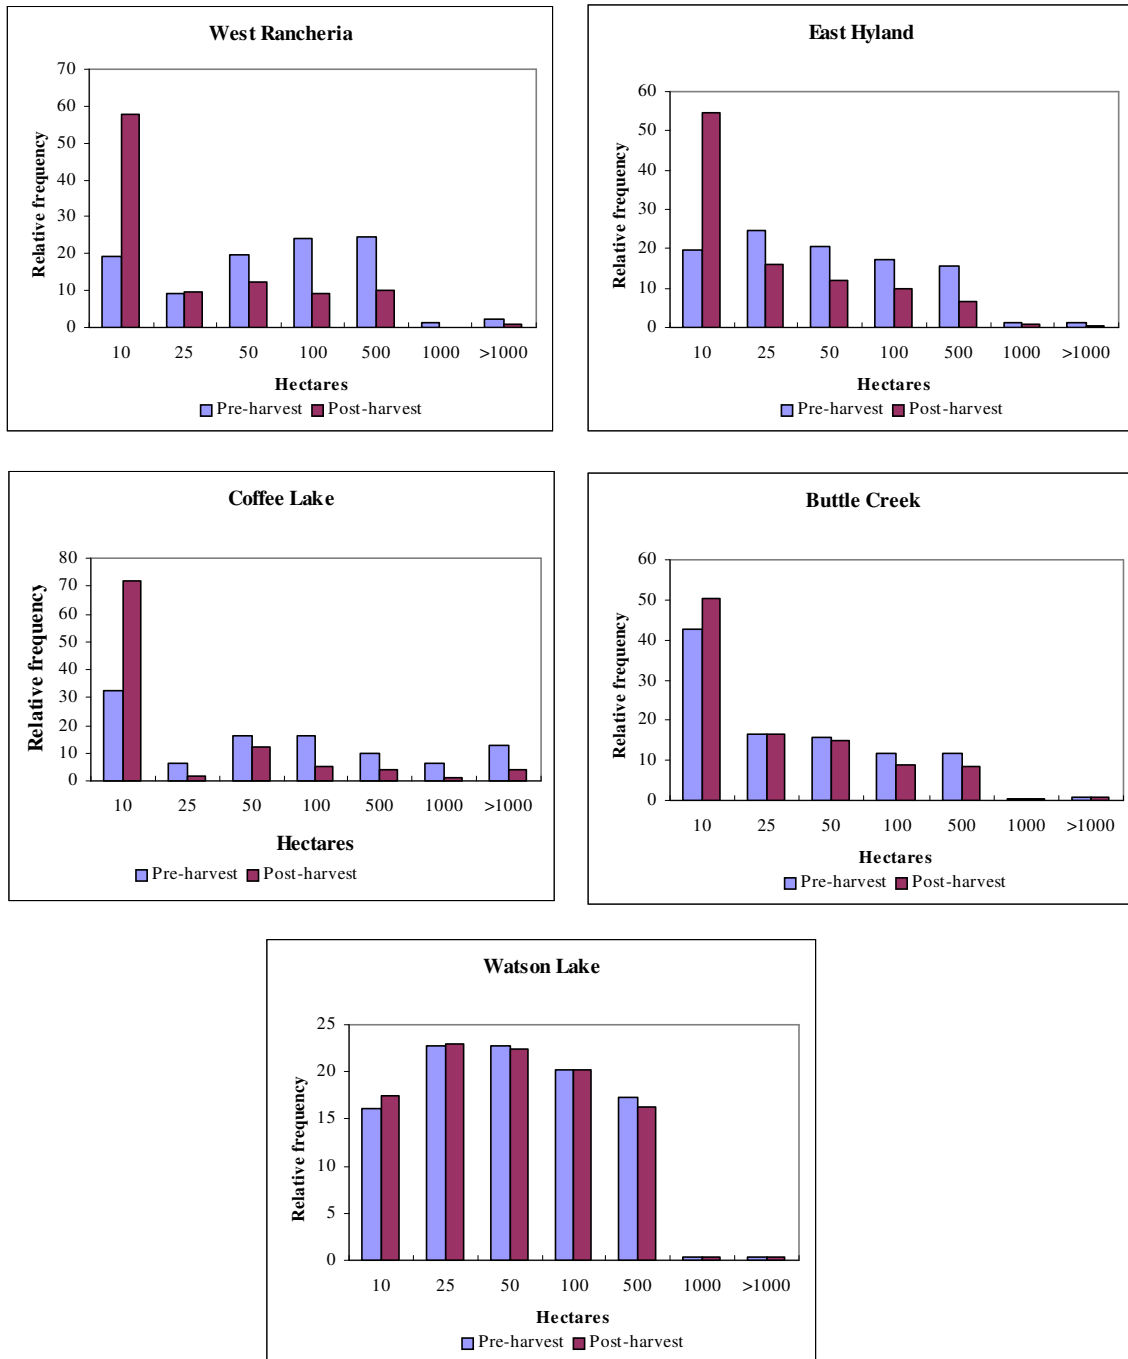 West Rancheria
70
60
50
40
30
20
10
0
Relative frequency
10 25 50 100 500 1000 >1000
Hectares
Pre-harvest Post-harvest
East Hyland
60
50
40
30
20
10
0
Relative frequency
10 25 50 100 500 1000 >1000
Hectares
Pre-harvest Post-harvest
Coffee Lake
80
70
60
50
40
30
20
10
0
Relative frequency
10 25 50 100 500 1000 >1000
Hectares
Pre-harvest Post-harvest
Buttle Creek
60
50
40
30
20
10
0
Relative frequency
10 25 50 100 500 1000 >1000
Hectares
Pre-harvest Post-harvest
Watson Lake
25
20
15
10
5
0
Relative frequency
10 25 50 100 500 1000 >1000
Hectares
Pre-harvest Post-harvest